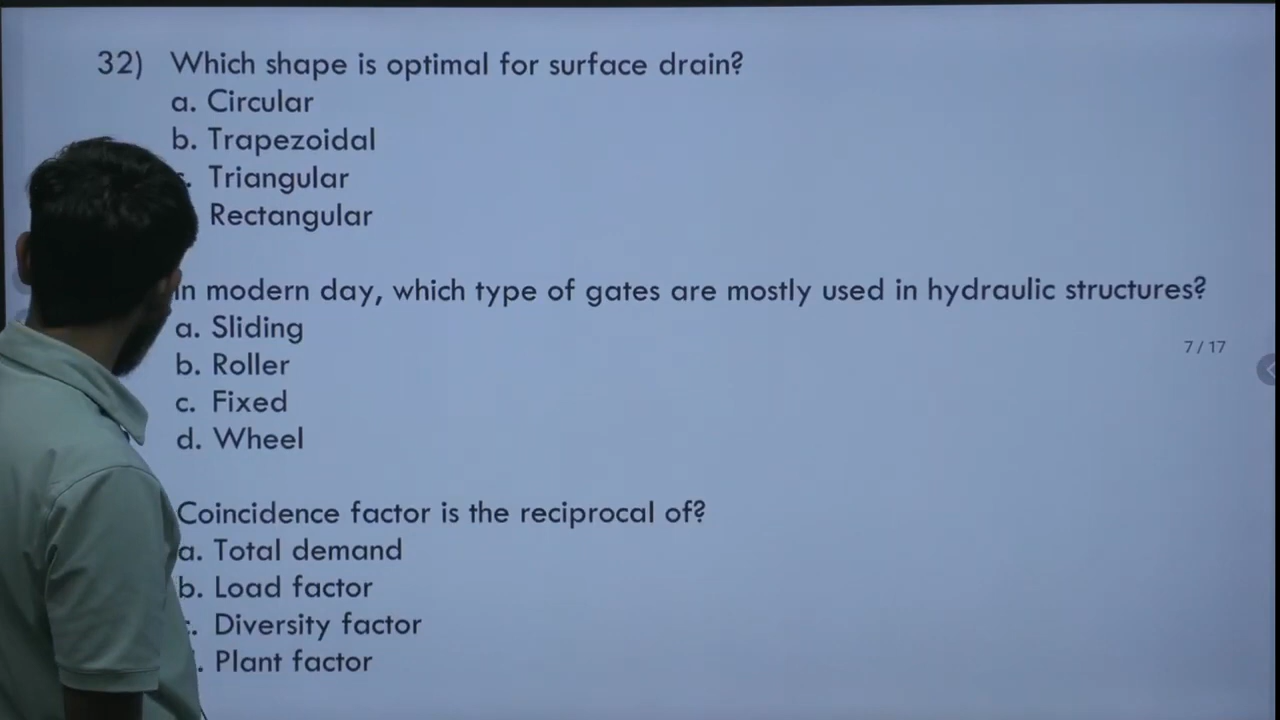 32) Which shape is optimal for surface drain?
a. Circular
b. Trapezoidal
. Triangular
Rectangular
In modern day, which type of gates are mostly used in hydraulic structures?
a. Sliding
7 / 17
b. Roller
c. Fixed
d. Wheel
Coincidence factor is the reciprocal of?
a. Total demand
b. Load factor
. Diversity factor
. Plant factor